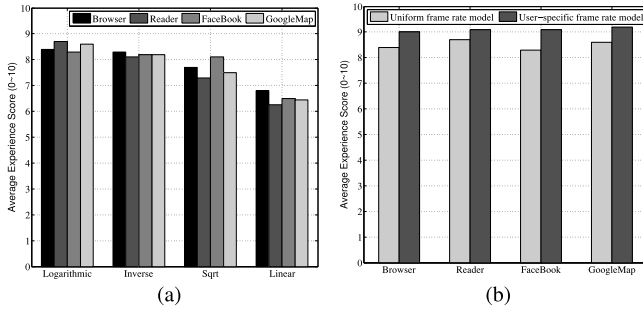 Browser Reader FaceBook GoogleMap
10
9
8
7
6
5
4
3
2
1
0
Average Experience Score (0~10)
Logarithmic Inverse Sqrt Linear
(a)
Uniform frame rate model User-specific frame rate model
10
9
8
7
6
5
4
3
2
1
0
Average Experience Score (0~10)
Browser Reader FaceBook GoogleMap
(b)